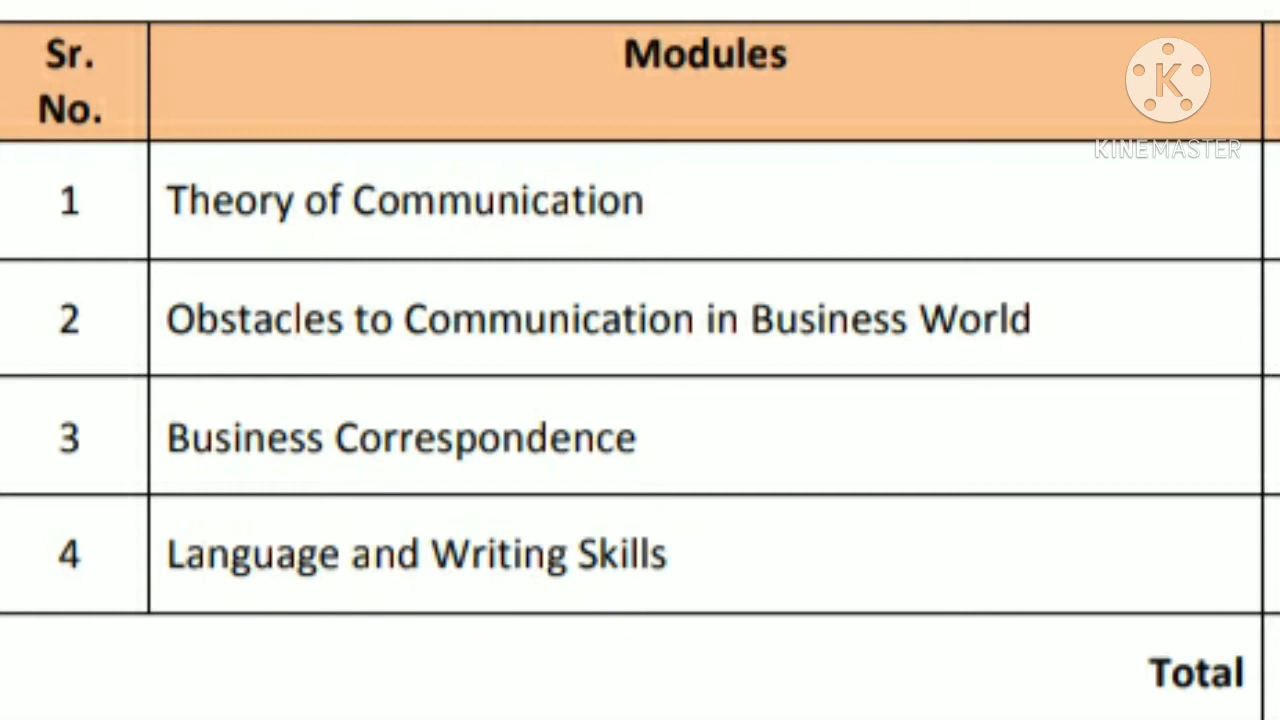 Sr.
No.
Modules
K
KINEMASTER
1 Theory of Communication
2 Obstacles to Communication in Business World
3 Business Correspondence
4 Language and Writing Skills
Total